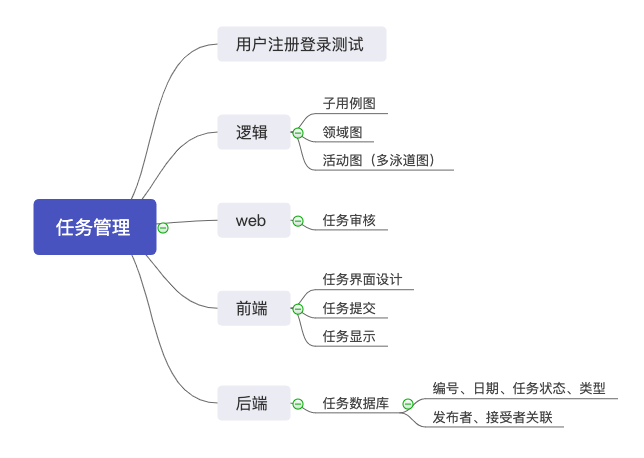 任务管理
用户注册登录测试
逻辑
子用例图
领域图
活动图（多泳道图）
web
任务审核
前端
任务界面设计
任务提交
任务显示
后端
任务数据库
编号、日期、任务状态、类型
发布者、接受者关联